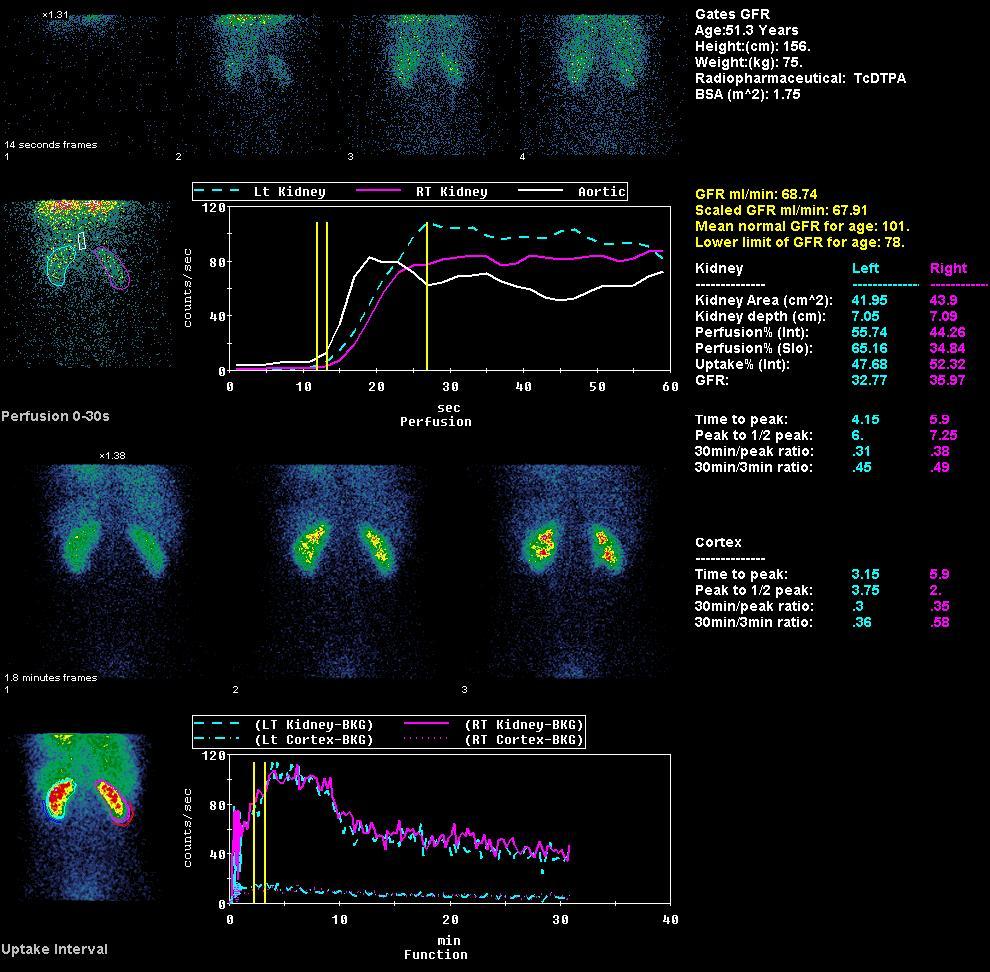 ×1.31
14 seconds frames
1 2 3 4
Gates GFR
Age:51.3 Years
Height:(cm): 156.
Weight:(kg): 75.
Radiopharmaceutical: TcDTPA
BSA (m^2): 1.75
Lt Kidney RT Kidney Aortic
120
80
40
0
counts/sec
0 10 20 30 40 50 60
sec
Perfusion
Perfusion 0-30s
GFR ml/min: 68.74
Scaled GFR ml/min: 67.91
Mean normal GFR for age: 101.
Lower limit of GFR for age: 78.
Kidney Left Right
Kidney Area (cm^2): 41.95 43.9
Kidney depth (cm): 7.05 7.09
Perfusion% (Int): 55.74 44.26
Perfusion% (Slo): 65.16 34.84
Uptake% (Int): 47.68 52.32
GFR: 32.77 35.97
Time to peak: 4.15 5.9
Peak to 1/2 peak: 6. 7.25
30min/peak ratio: .31 .38
30min/3min ratio: .45 .49
×1.38
1.8 minutes frames
1 2 3
Cortex
Time to peak: 3.15 5.9
Peak to 1/2 peak: 3.75 2.
30min/peak ratio: .3 .35
30min/3min ratio: .36 .58
(LT Kidney-BKG) (RT Kidney-BKG)
(Lt Cortex-BKG) (RT Cortex-BKG)
120
80
40
0
counts/sec
0 10 20 30 40
min
Function
Uptake Interval